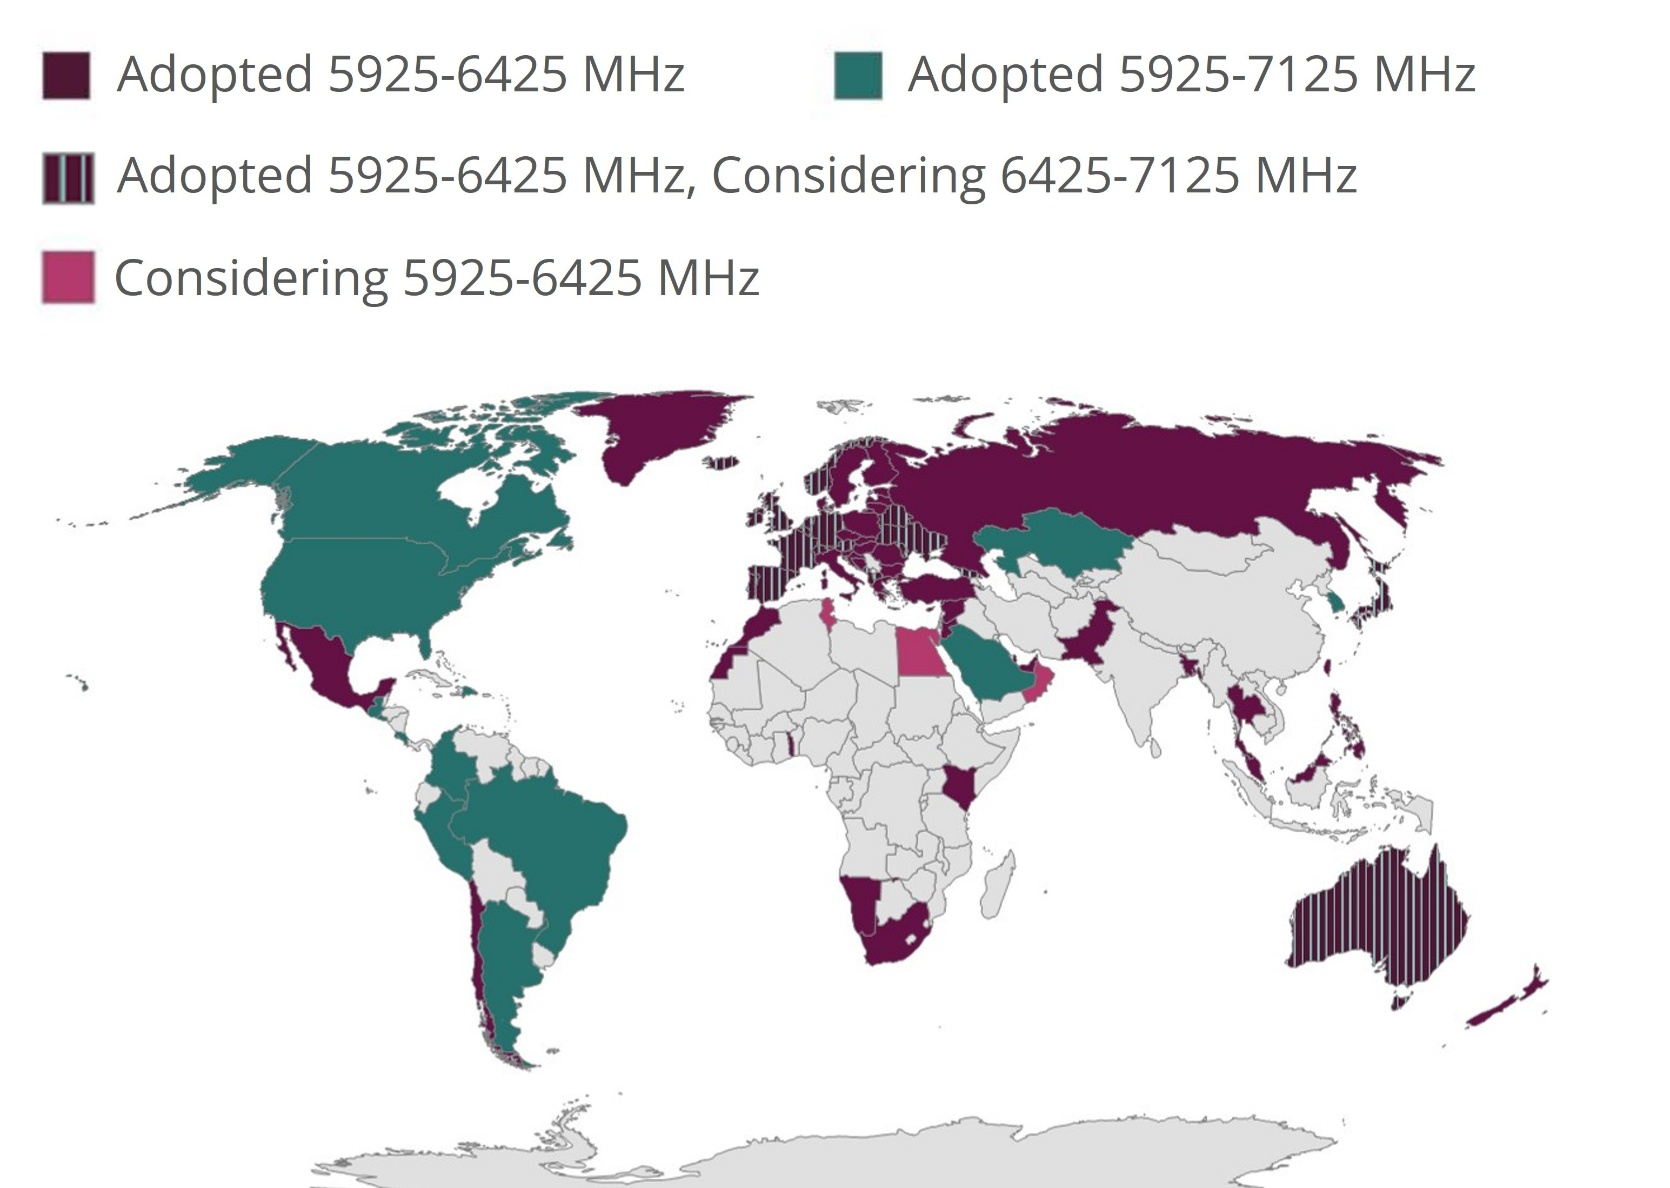 Adopted 5925-6425 MHz
Adopted 5925-7125 MHz
Adopted 5925-6425 MHz, Considering 6425-7125 MHz
Considering 5925-6425 MHz